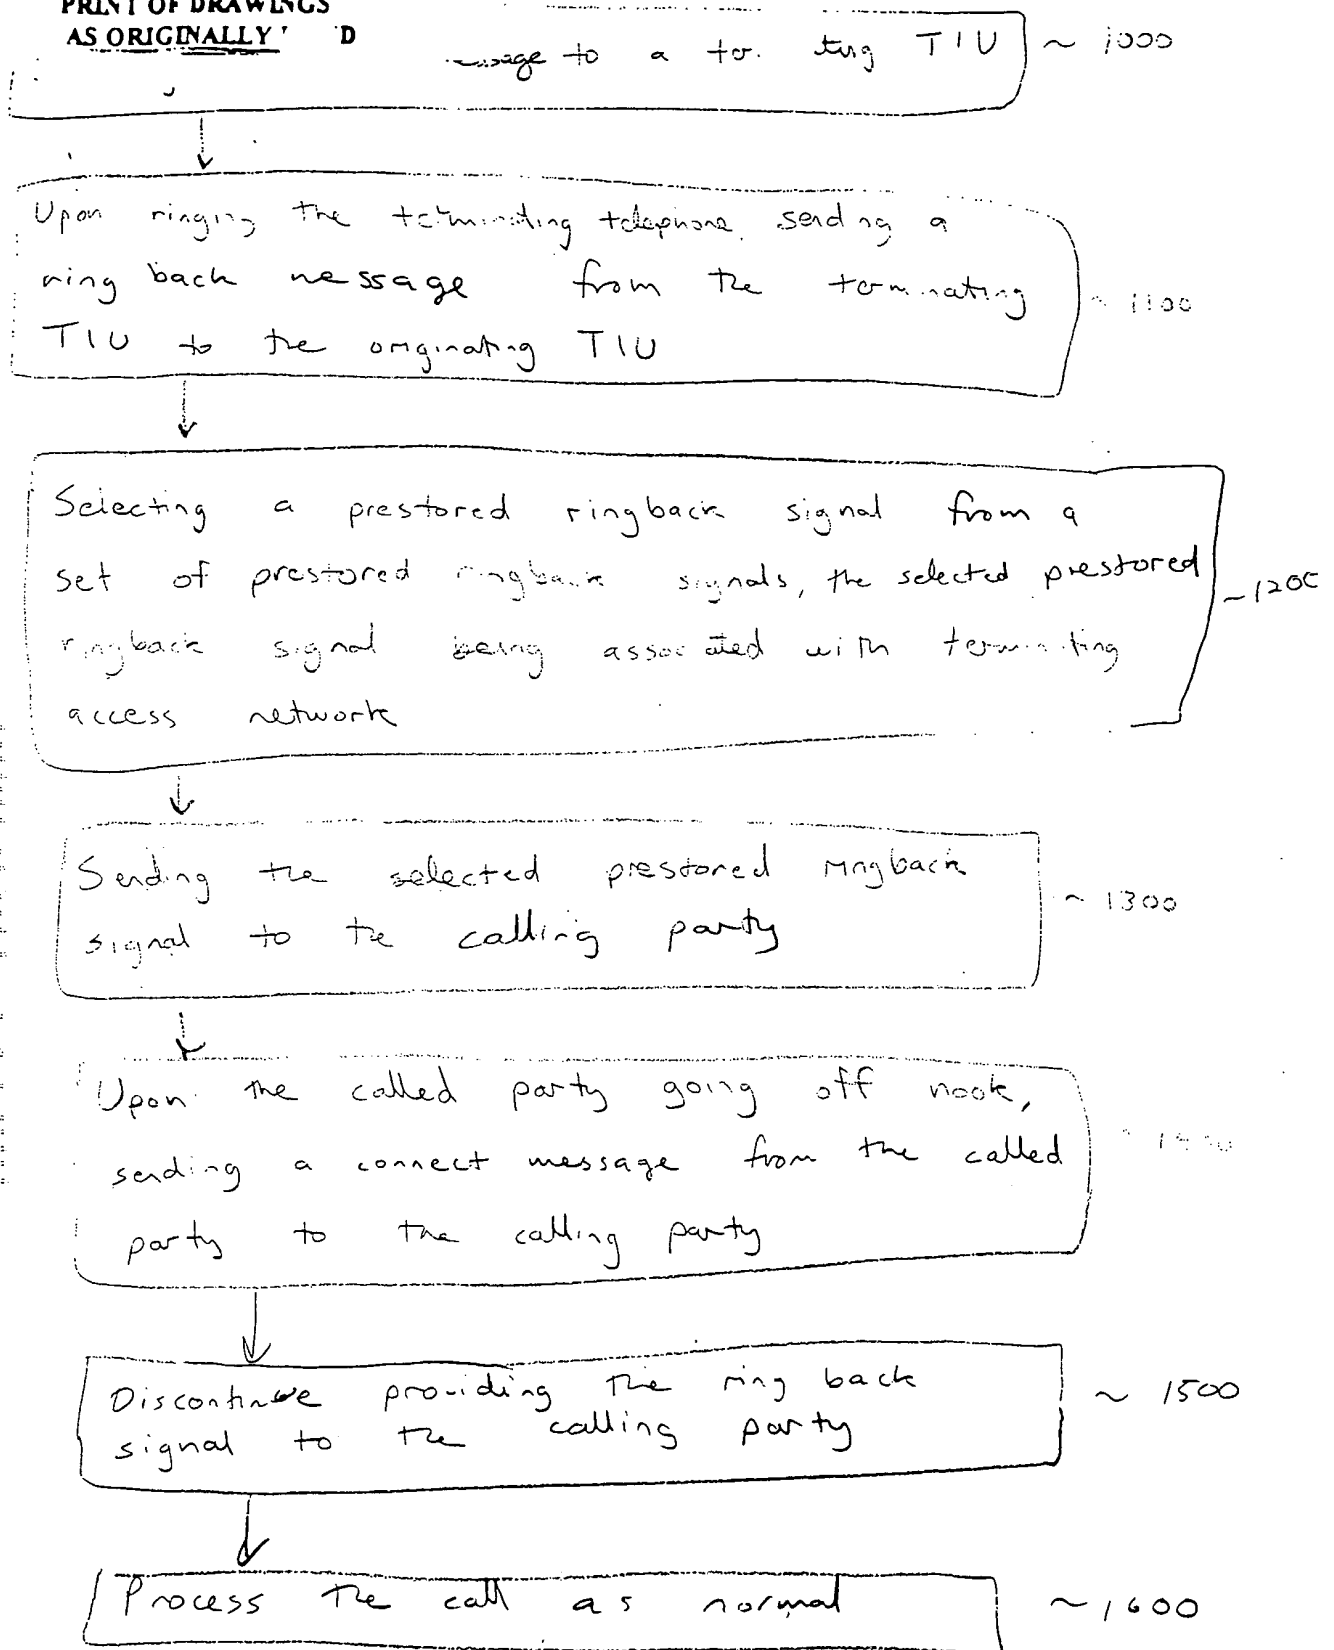 PRINT OF DRAWINGS
AS ORIGINALLY
to a TIU ~ 1000
Upon ringing the terminating telephone, sending a
ring back message from the terminating
~ 1100
TIU to the originating TIU
Selecting a prestored ringback signal from a
set of prestored ringback signals, the selected prestored
~ 1200
ringback signal being associated with terminating
access network
Sending the selected prestored ringback
~ 1300
signal to the calling party
Upon the called party going off hook,
sending a connect message from the called
party to the calling party
Discontinue providing the ring back
~ 1500
signal to the calling party
Process the call as normal ~ 1600